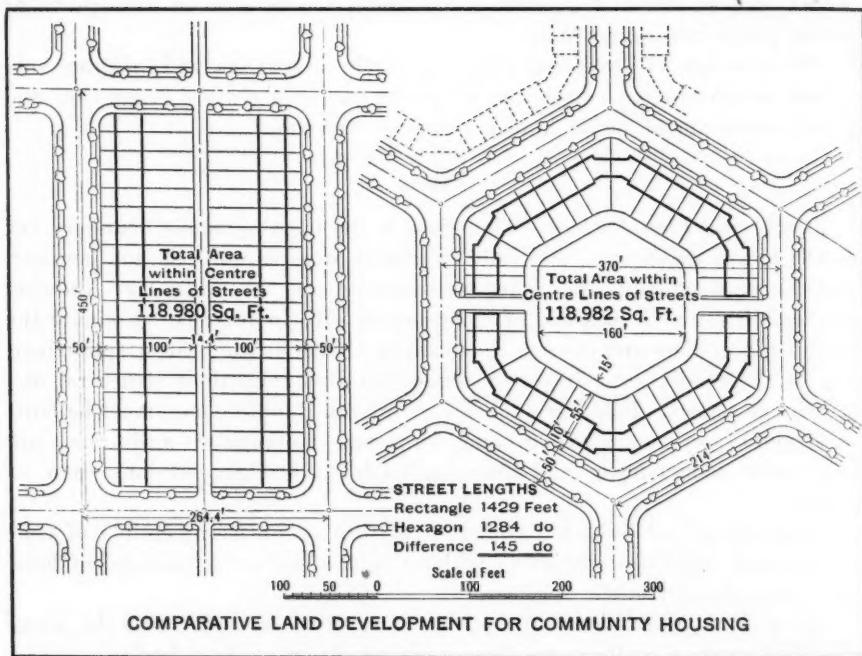 Total Area
within Centre
Lines of Streets
118,980 Sq. Ft.
450'
50'
100'
14.4'
100'
50'
264.4'
370'
Total Area within
Centre Lines of Streets
118,982 Sq. Ft.
160'
15'
55'
10'
50'
214'
STREET LENGTHS
Rectangle 1429 Feet
Hexagon 1284 do
Difference 145 do
Scale of Feet
100 50 0 100 200 300
COMPARATIVE LAND DEVELOPMENT FOR COMMUNITY HOUSING